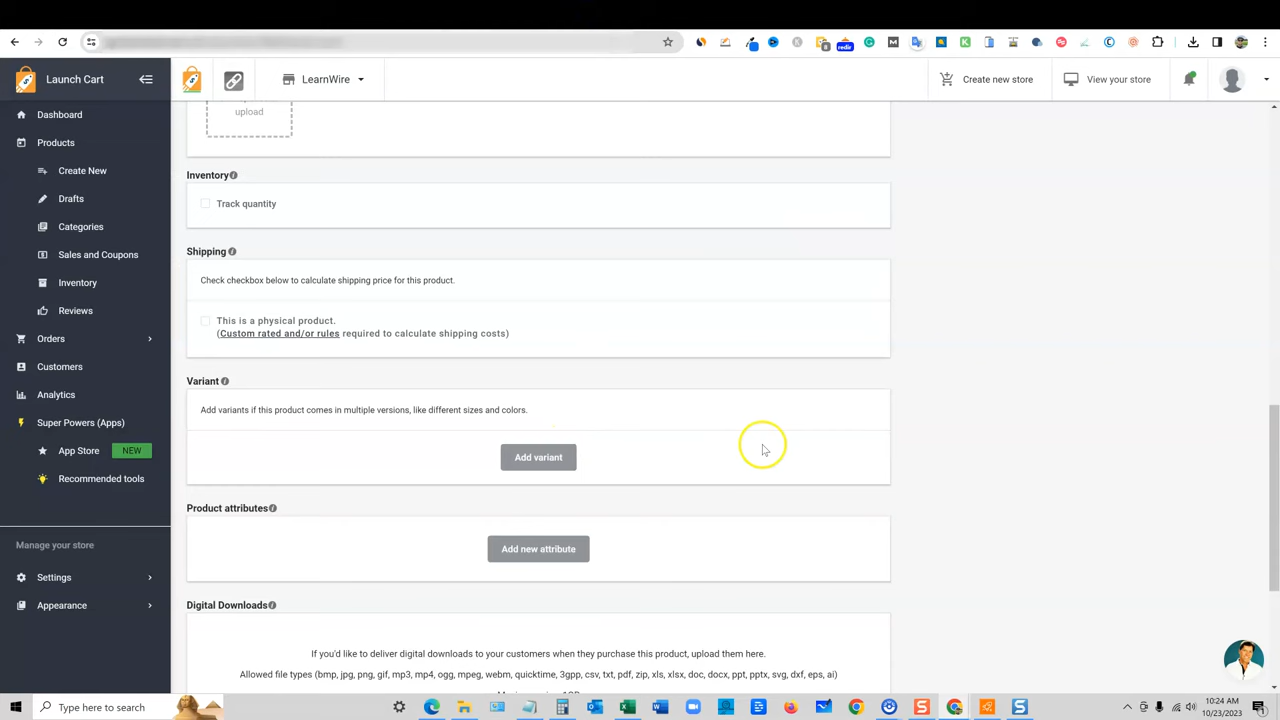 redir
Launch Cart
LearnWire
Create new store
View your store
Dashboard
Products
Create New
Drafts
Categories
Sales and Coupons
Inventory
Reviews
Orders
Customers
Analytics
Super Powers (Apps)
App Store
NEW
Recommended tools
Manage your store
Settings
Appearance
upload
Inventory
Track quantity
Shipping
Check checkbox below to calculate shipping price for this product.
This is a physical product.
(Custom rated and/or rules required to calculate shipping costs)
Variant
Add variants if this product comes in multiple versions, like different sizes and colors.
Add variant
Product attributes
Add new attribute
Digital Downloads
If you'd like to deliver digital downloads to your customers when they purchase this product, upload them here.
Allowed file types (bmp, jpg, png, gif, mp3, mp4, ogg, mpeg, webm, quicktime, 3gpp, csv, txt, pdf, zip, xls, xlsx, doc, docx, ppt, pptx, svg, dxf, eps, ai)
Type here to search
10:24 AM
10/23/2023